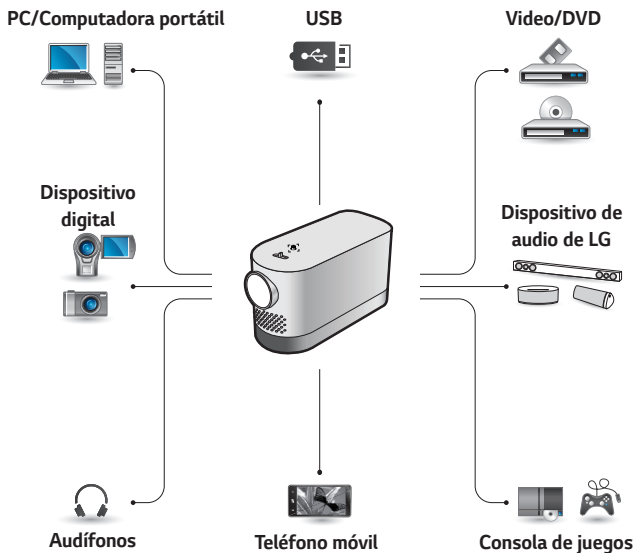 PC/Computadora portátil
USB
Video/DVD
Dispositivo
digital
Dispositivo de
audio de LG
Audífonos
Teléfono móvil
Consola de juegos